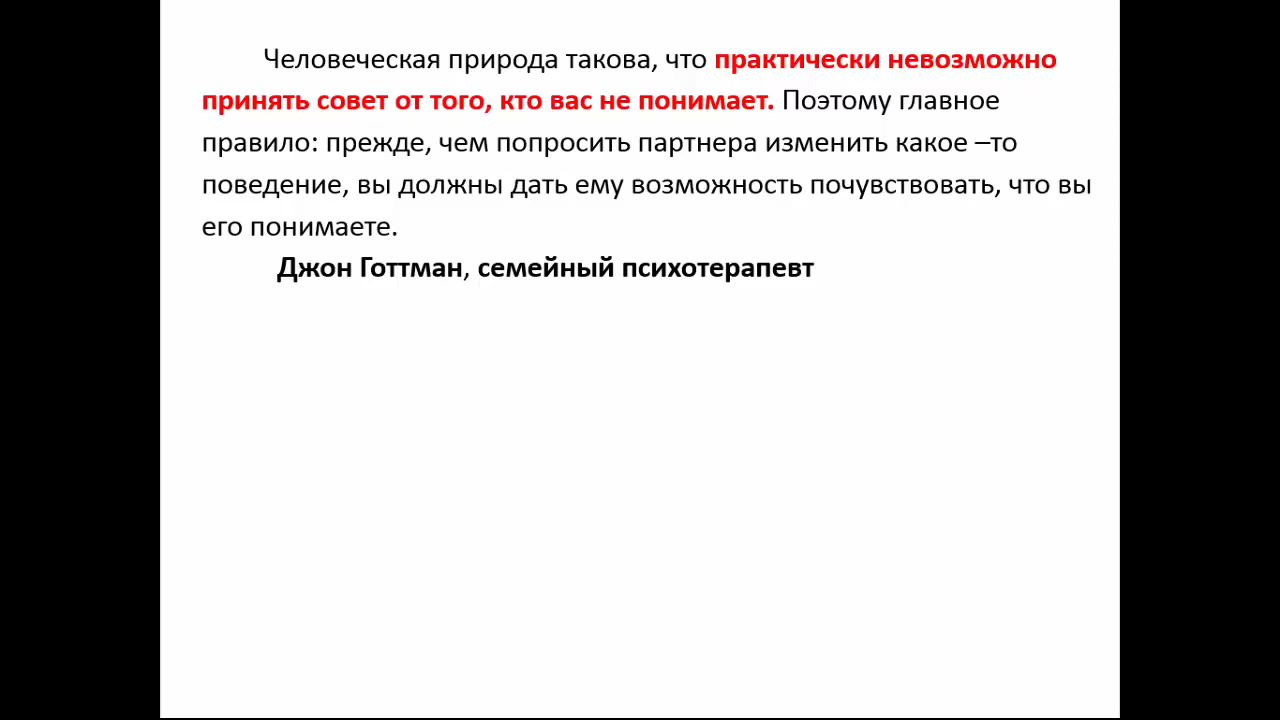 Человеческая природа такова, что практически невозможно
принять совет от того, кто вас не понимает. Поэтому главное
правило: прежде, чем попросить партнера изменить какое –то
поведение, вы должны дать ему возможность почувствовать, что вы
его понимаете.
Джон Готтман, семейный психотерапевт